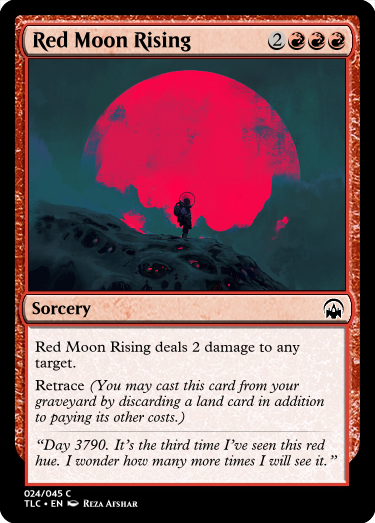 Red Moon Rising 2
Sorcery
Red Moon Rising deals 2 damage to any
target.
Retrace (You may cast this card from your
graveyard by discarding a land card in addition
to paying its other costs.)
“Day 3790. It’s the third time I’ve seen this red
hue. I wonder how many more times I will see it.”
024/045 C
TLC • EN Reza Afshar